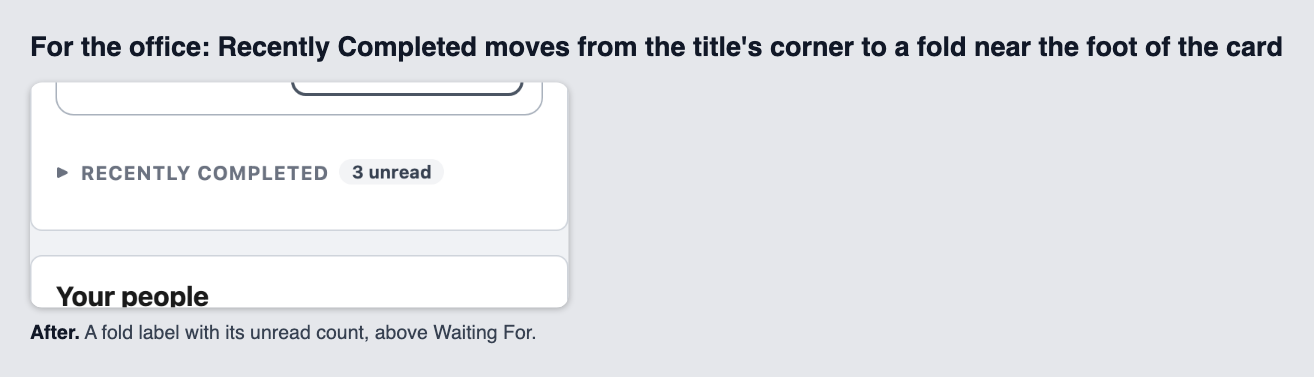 For the office: Recently Completed moves from the title's corner to a fold near the foot of the card
RECENTLY COMPLETED 3 unread
Your people
After. A fold label with its unread count, above Waiting For.